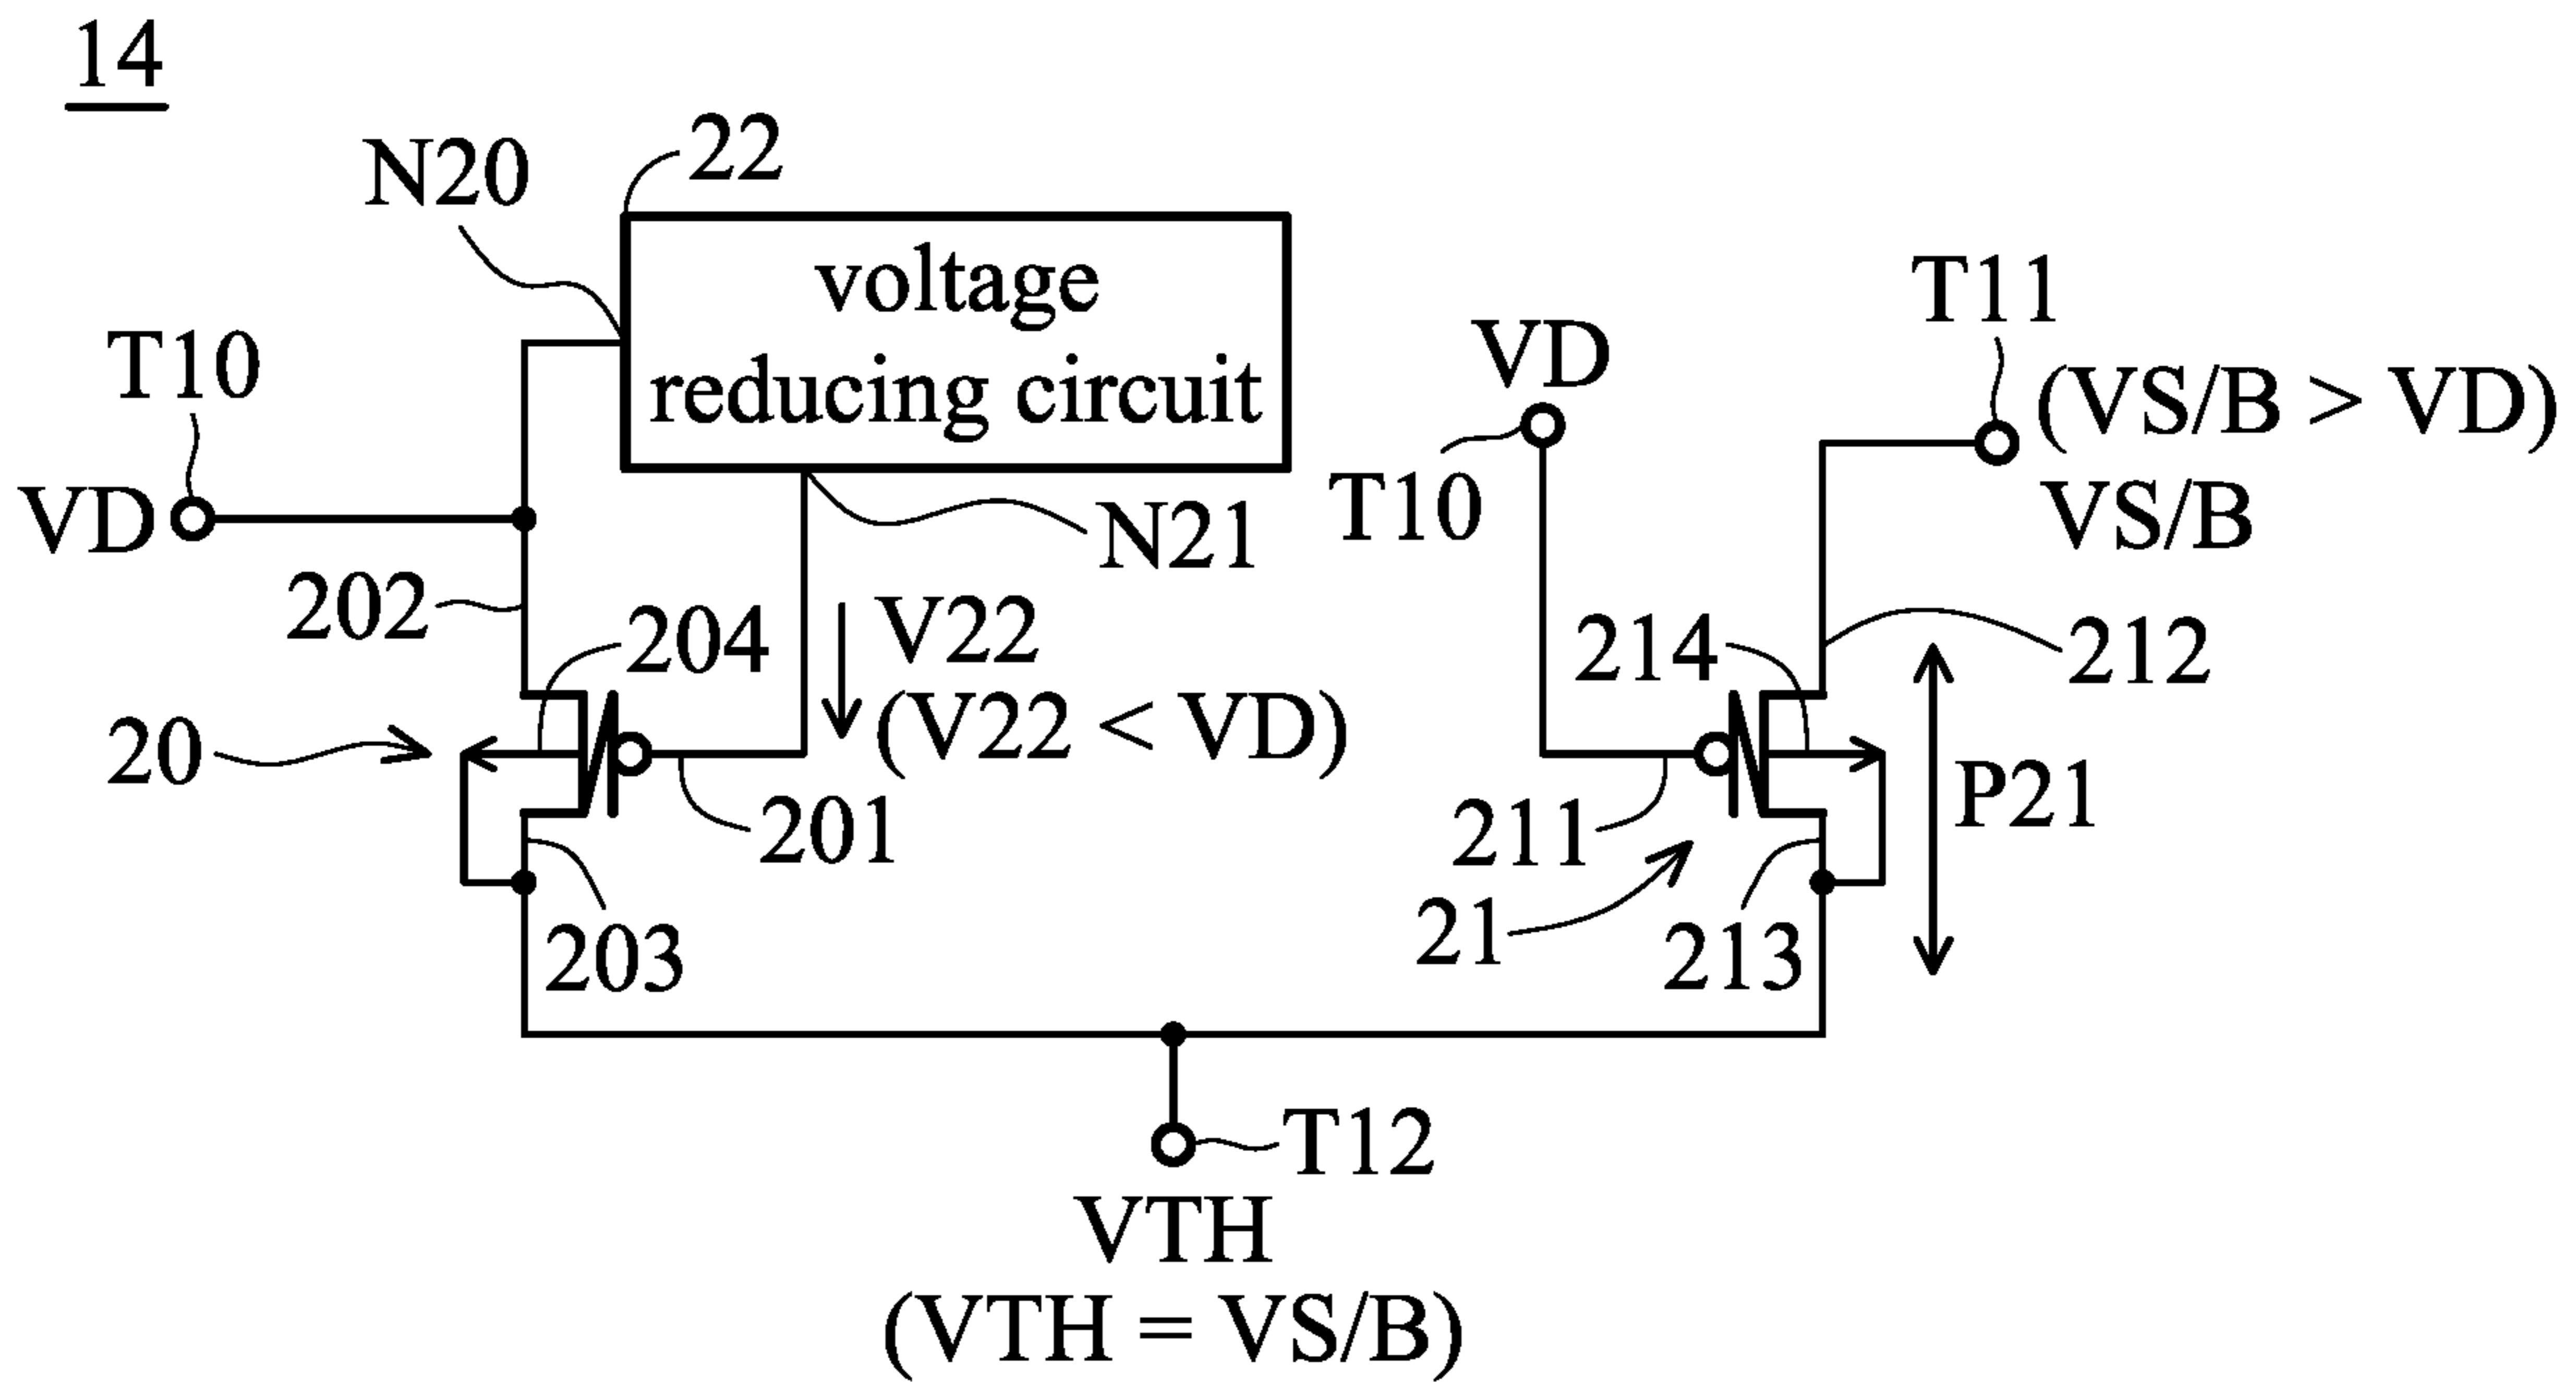 14
N20
22
voltage
reducing circuit
T10
VD
N21
202
204
V22
(V22 < VD)
20
201
203
VD
T10
T11
(VS/B > VD)
VS/B
214
212
211
P21
21
213
T12
VTH
(VTH = VS/B)